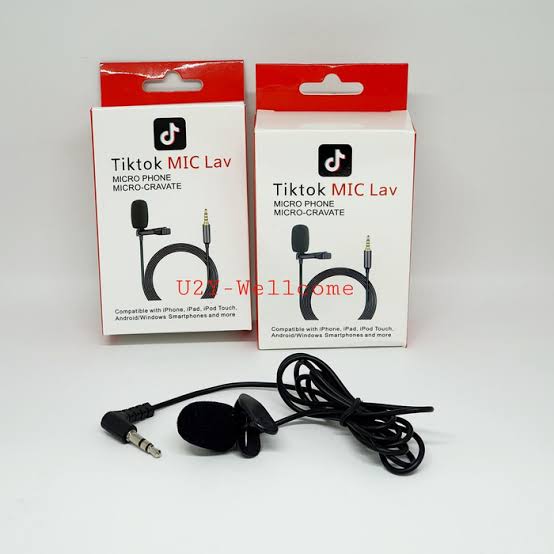 Tiktok MIC Lav
MICRO PHONE
MICRO-CRAVATE
Compatible with iPhone, iPad, iPod Touch,
Android/Windows Smartphones and more
Tiktok MIC Lav
MICRO PHONE
MICRO-CRAVATE
Compatible with iPhone, iPad, iPod Touch,
Android/Windows Smartphones and more
U2Y-Wellcome